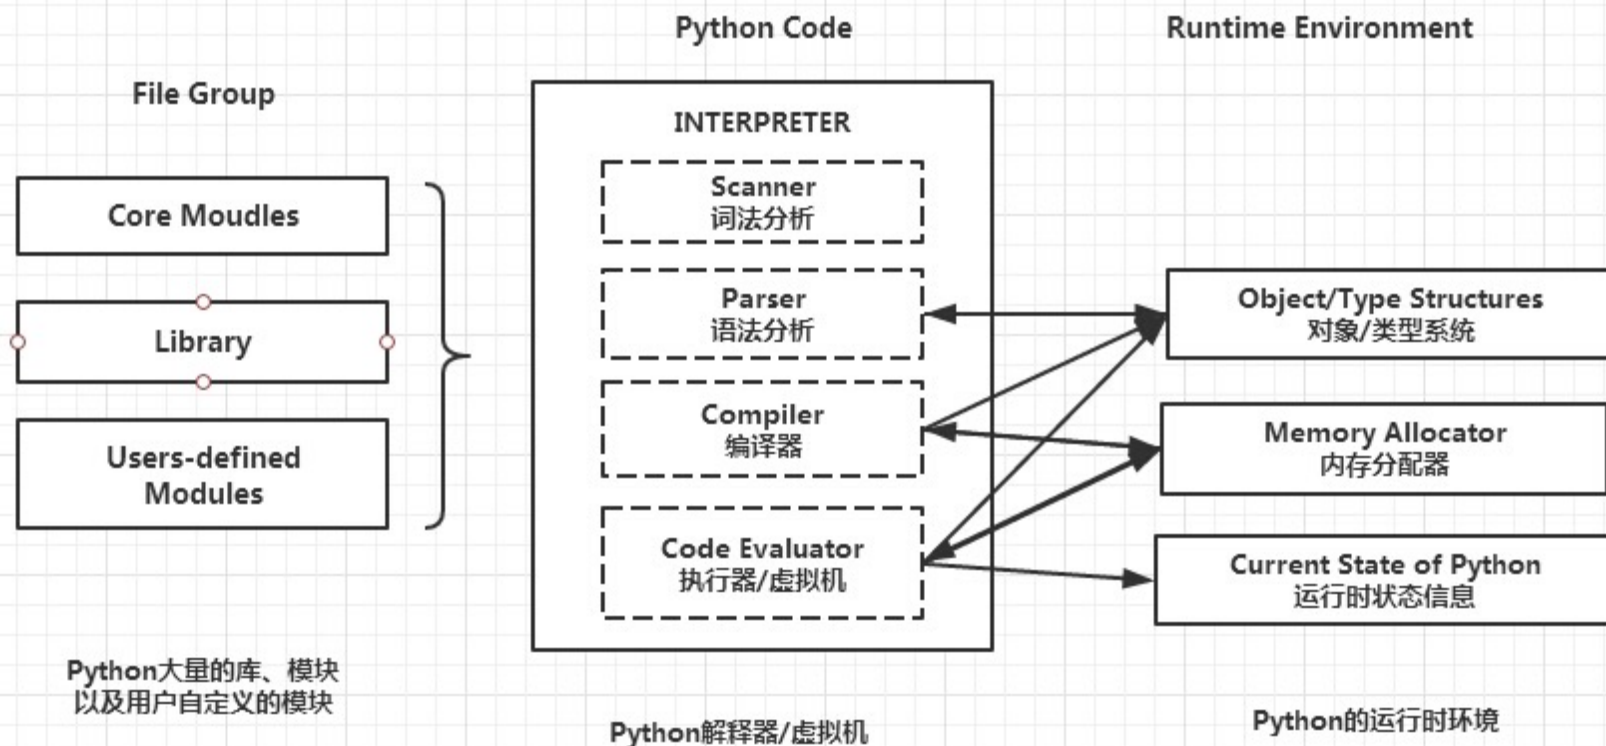 File Group
Core Moudles
Library
Users-defined
Modules
Python大量的库、模块
以及用户自定义的模块
Python Code
INTERPRETER
Scanner
词法分析
Parser
语法分析
Compiler
编译器
Code Evaluator
执行器/虚拟机
Python解释器/虚拟机
Runtime Environment
Object/Type Structures
对象/类型系统
Memory Allocator
内存分配器
Current State of Python
运行时状态信息
Python的运行时环境